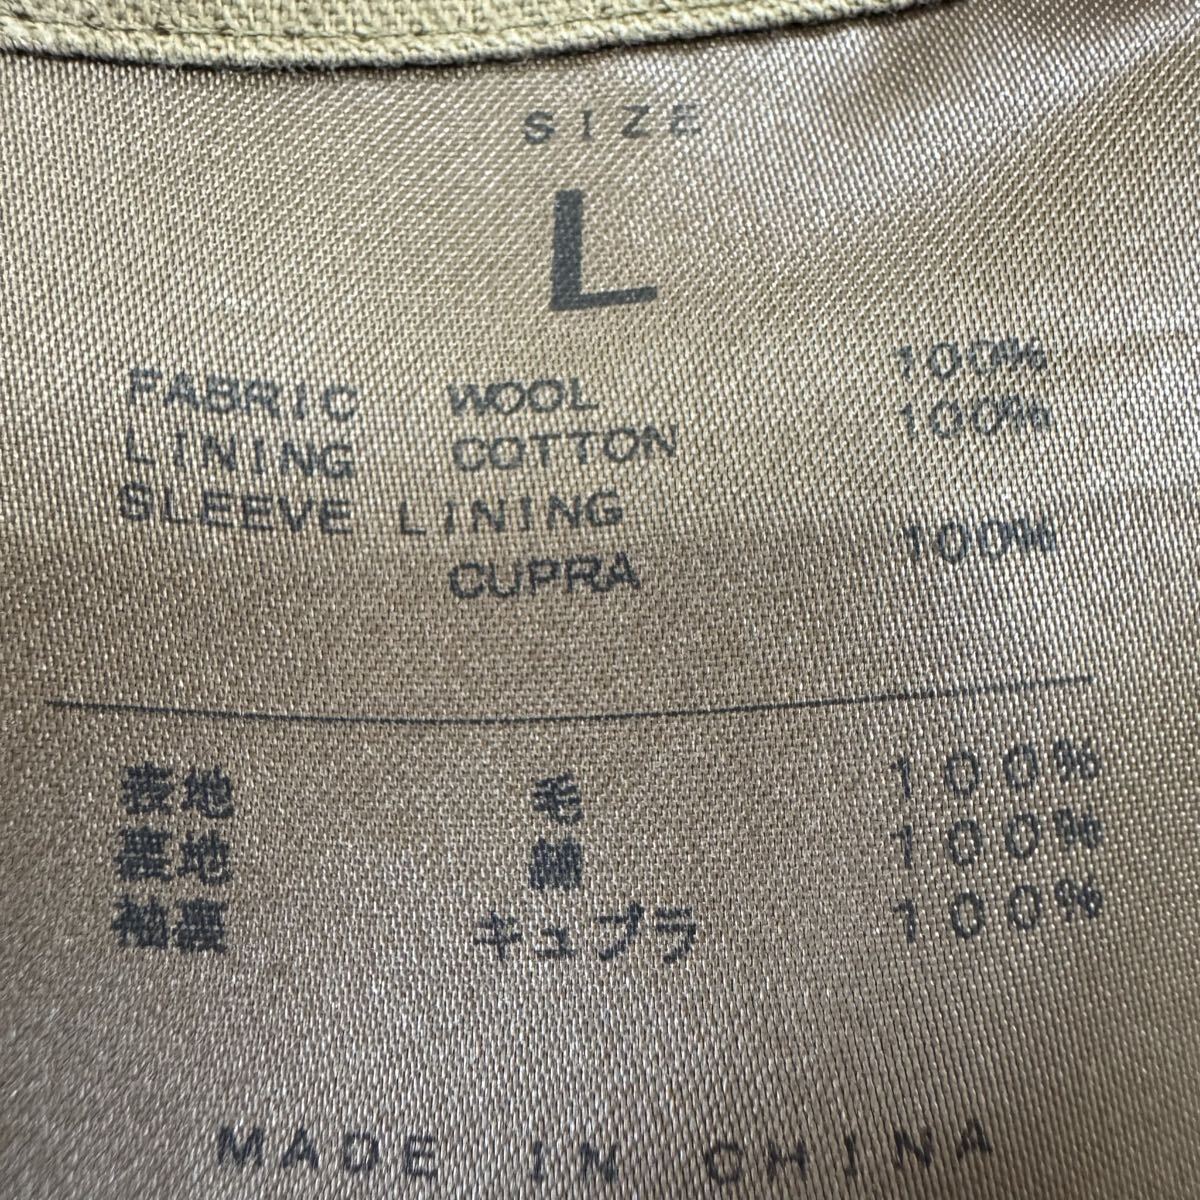 SIZE
L
FABRIC WOOL 100%
LINING COTTON 100%
SLEEVE LINING
CUPRA 100%
表地 毛 100%
裏地 綿 100%
袖裏 キュプラ 100%
MADE IN CHINA